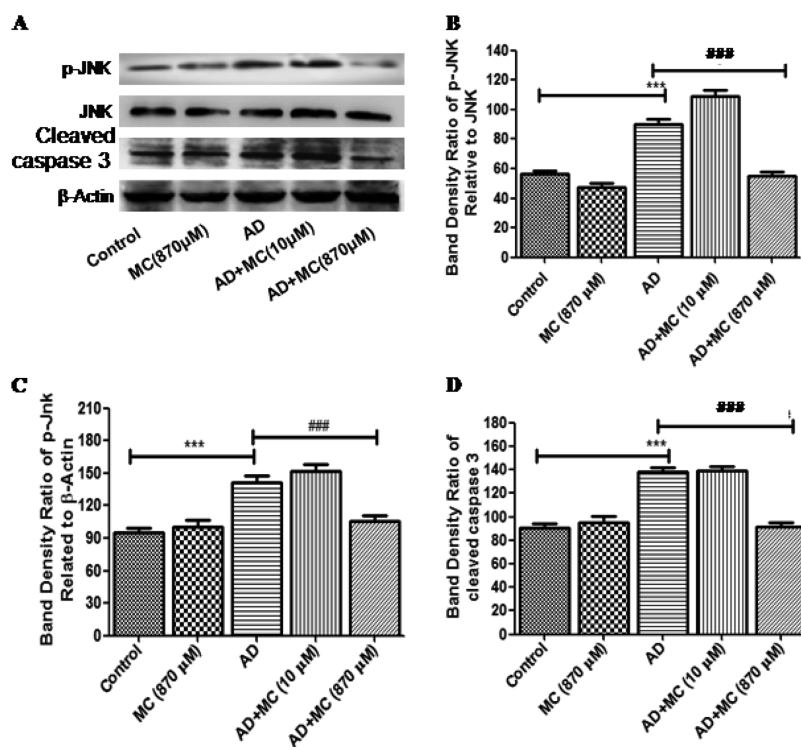 A
p-JNK
JNK
Cleaved
caspase 3
β-Actin
Control
MC(870µM)
AD
AD+MC(10µM)
AD+MC(870µM)
B
Band Density Ratio of p-JNK
Relative to JNK
140
120
100
80
60
40
20
0
***
###
Control
MC (870 µM)
AD
AD+MC (10 µM)
AD+MC (870 µM)
C
Band Density Ratio of p-Jnk
Related to β-Actin
210
180
150
120
90
60
30
0
***
###
Control
MC (870 µM)
AD
AD+MC (10 µM)
AD+MC (870 µM)
D
Band Density Ratio of
cleaved caspase 3
200
180
160
140
120
100
80
60
40
20
0
***
###
Control
MC (870 µM)
AD
AD+MC (10 µM)
AD+MC (870 µM)